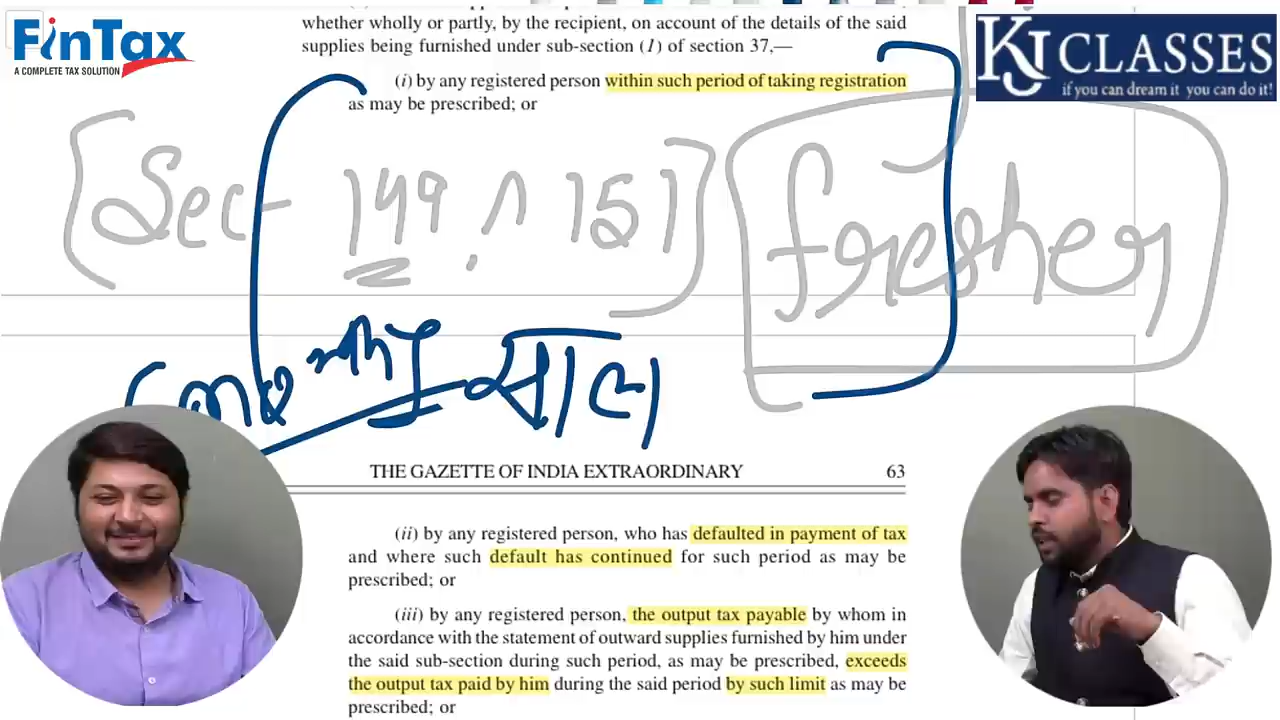 FinTax
A COMPLETE TAX SOLUTION
KJ CLASSES
if you can dream it you can do it!
whether wholly or partly, by the recipient, on account of the details of the said
supplies being furnished under sub-section (1) of section 37,—
(i) by any registered person within such period of taking registration
as may be prescribed; or
[Sec- 149 151]
fresher
साल
THE GAZETTE OF INDIA EXTRAORDINARY 63
(ii) by any registered person, who has defaulted in payment of tax
and where such default has continued for such period as may be
prescribed; or
(iii) by any registered person, the output tax payable by whom in
accordance with the statement of outward supplies furnished by him under
the said sub-section during such period, as may be prescribed, exceeds
the output tax paid by him during the said period by such limit as may be
prescribed; or